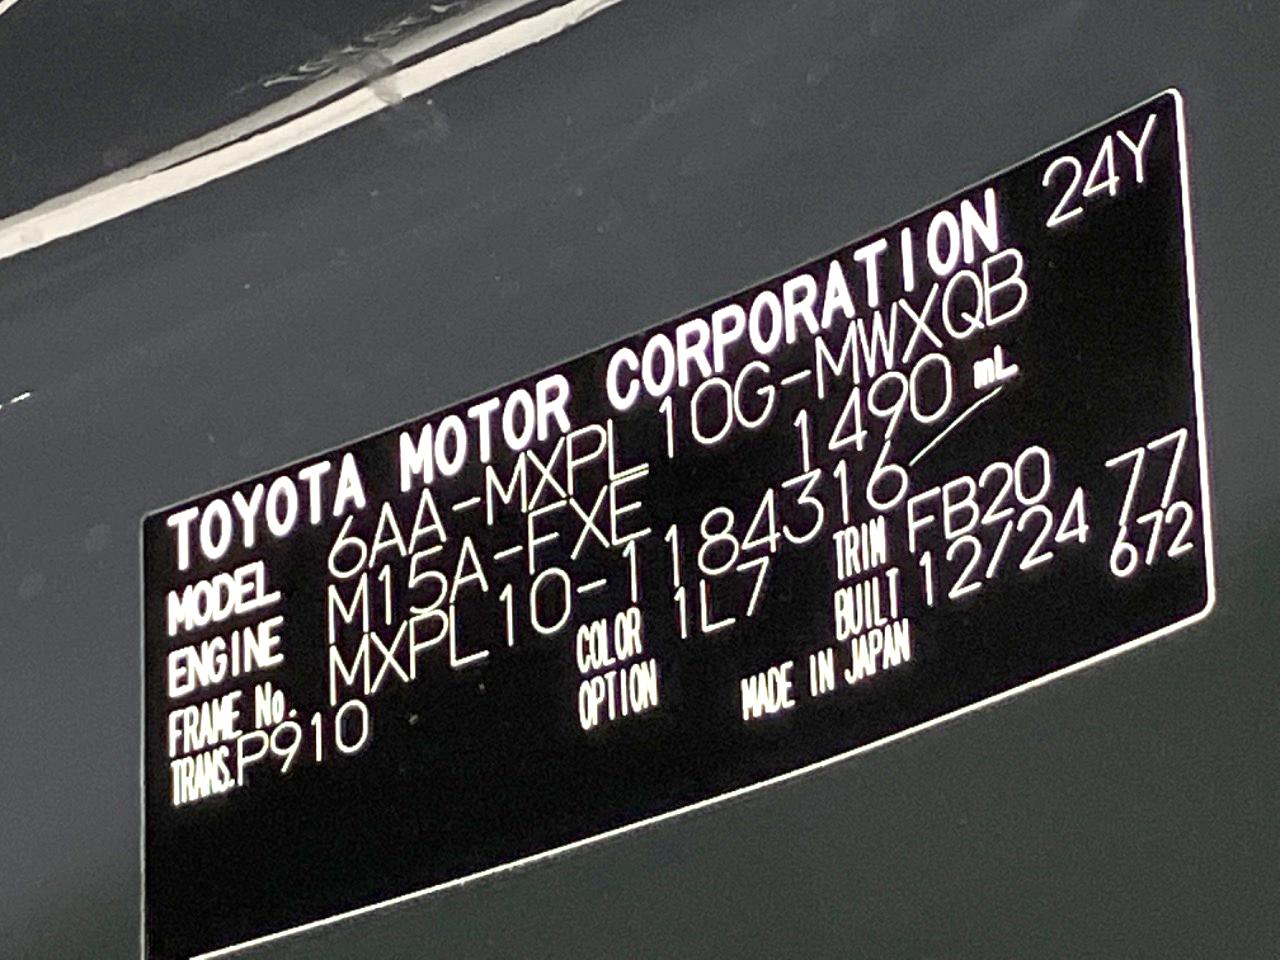 TOYOTA MOTOR CORPORATION 24Y
MODEL 6AA-MXPL10G-MWXQB
ENGINE M15A-FXE 1490 mL
FRAME No. MXPL10-1184316
TRANS. P910 COLOR 1L7 TRIM FB20 77
OPTION BUILT 12/24 672
MADE IN JAPAN